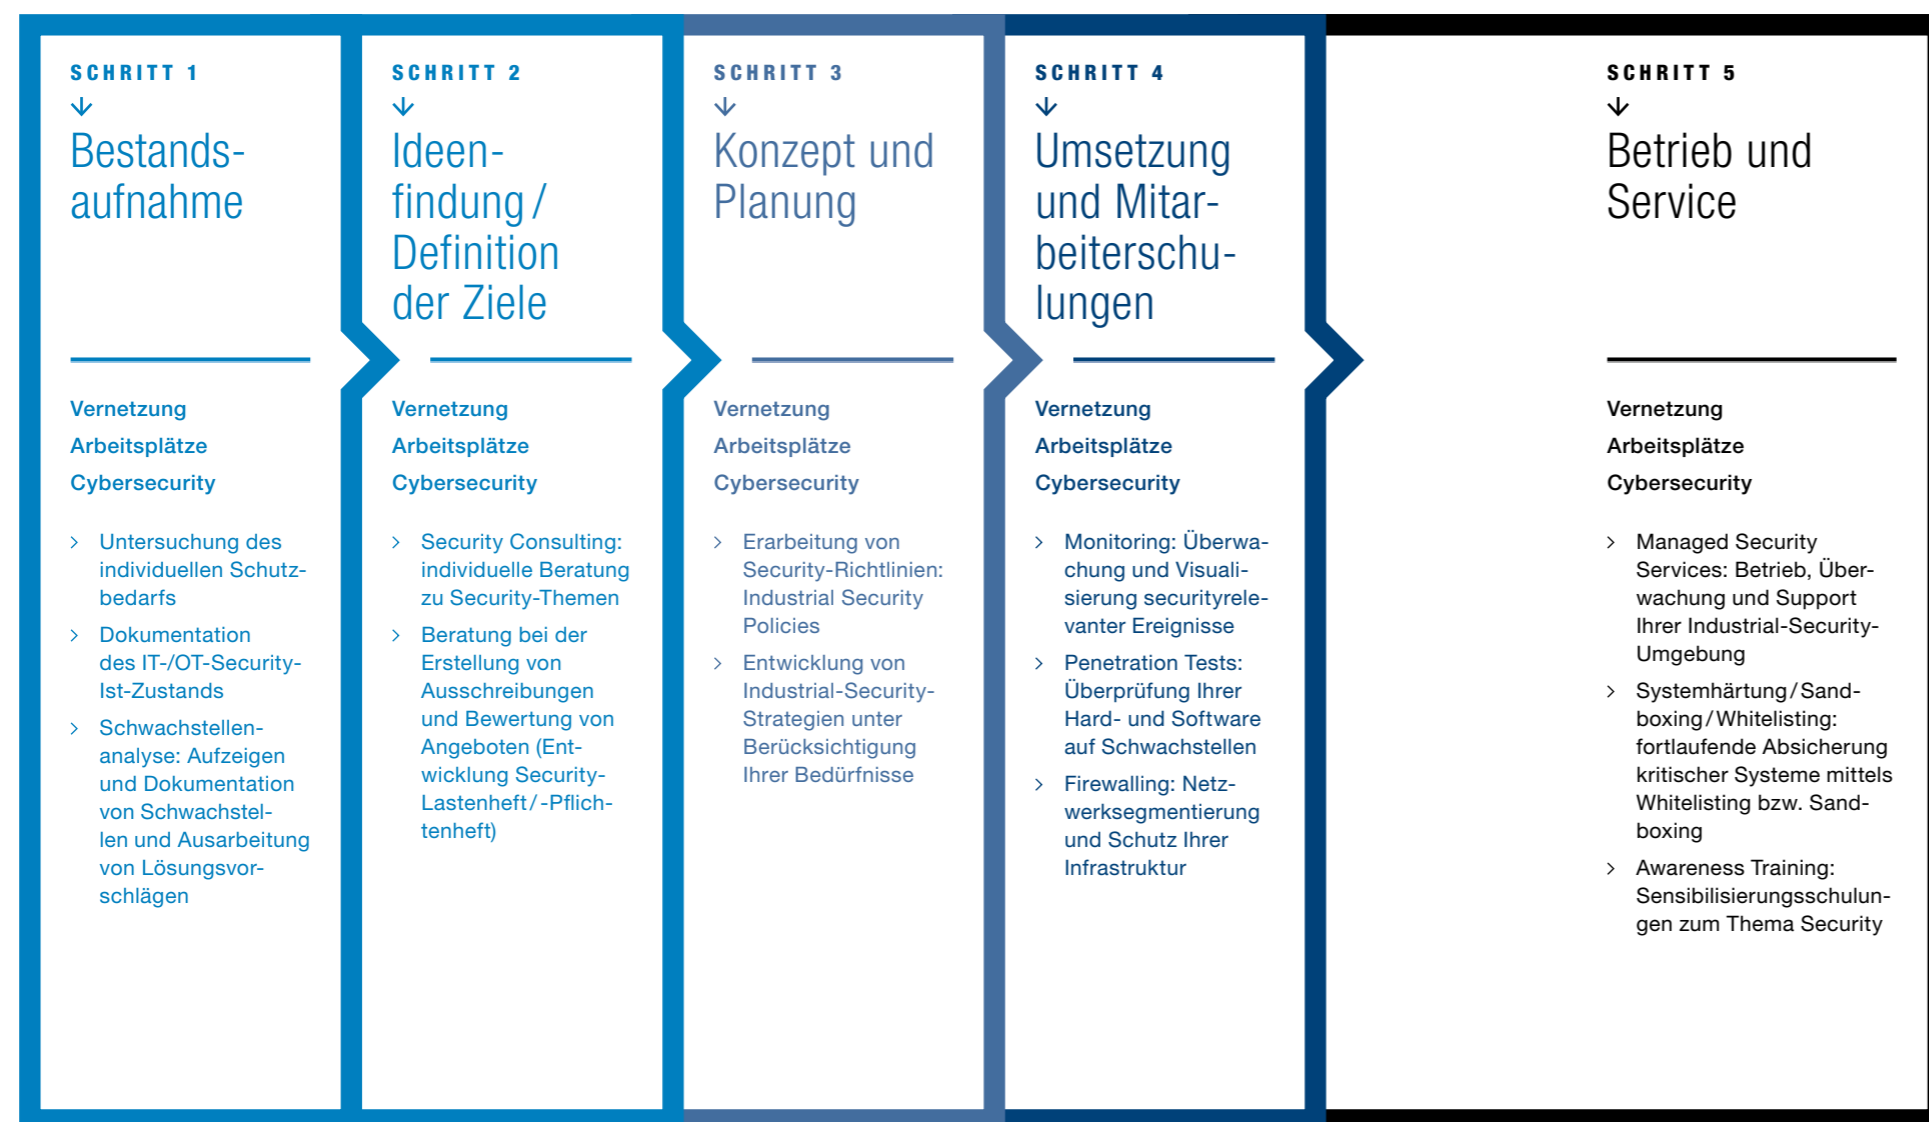 SCHRITT 1
Bestands-
aufnahme
Vernetzung
Arbeitsplätze
Cybersecurity
> Untersuchung des
individuellen Schutz-
bedarfs
> Dokumentation
des IT-/OT-Security-
Ist-Zustands
> Schwachstellen-
analyse: Aufzeigen
und Dokumentation
von Schwachstel-
len und Ausarbeitung
von Lösungsvor-
schlägen
SCHRITT 2
Ideen-
findung /
Definition
der Ziele
Vernetzung
Arbeitsplätze
Cybersecurity
> Security Consulting:
individuelle Beratung
zu Security-Themen
> Beratung bei der
Erstellung von
Ausschreibungen
und Bewertung von
Angeboten (Ent-
wicklung Security-
Lastenheft / -Pflich-
tenheft)
SCHRITT 3
Konzept und
Planung
Vernetzung
Arbeitsplätze
Cybersecurity
> Erarbeitung von
Security-Richtlinien:
Industrial Security
Policies
> Entwicklung von
Industrial-Security-
Strategien unter
Berücksichtigung
Ihrer Bedürfnisse
SCHRITT 4
Umsetzung
und Mitar-
beiterschu-
lungen
Vernetzung
Arbeitsplätze
Cybersecurity
> Monitoring: Überwa-
chung und Visuali-
sierung securityrele-
vanter Ereignisse
> Penetration Tests:
Überprüfung Ihrer
Hard- und Software
auf Schwachstellen
> Firewalling: Netz-
werksegmentierung
und Schutz Ihrer
Infrastruktur
SCHRITT 5
Betrieb und
Service
Vernetzung
Arbeitsplätze
Cybersecurity
> Managed Security
Services: Betrieb, Über-
wachung und Support
Ihrer Industrial-Security-
Umgebung
> Systemhärtung / Sand-
boxing / Whitelisting:
fortlaufende Absicherung
kritischer Systeme mittels
Whitelisting bzw. Sand-
boxing
> Awareness Training:
Sensibilisierungsschulun-
gen zum Thema Security